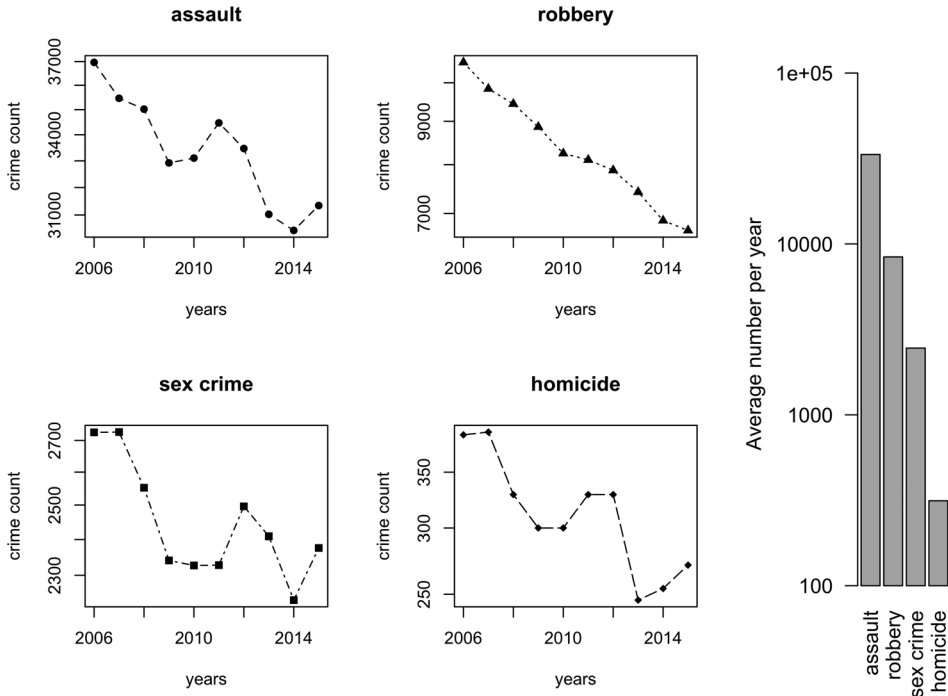 assault
crime count
37000
34000
31000
2006
2010
2014
years
robbery
crime count
9000
7000
2006
2010
2014
years
sex crime
crime count
2700
2500
2300
2006
2010
2014
years
homicide
crime count
350
300
250
2006
2010
2014
years
Average number per year
1e+05
10000
1000
100
assault
robbery
sex crime
homicide